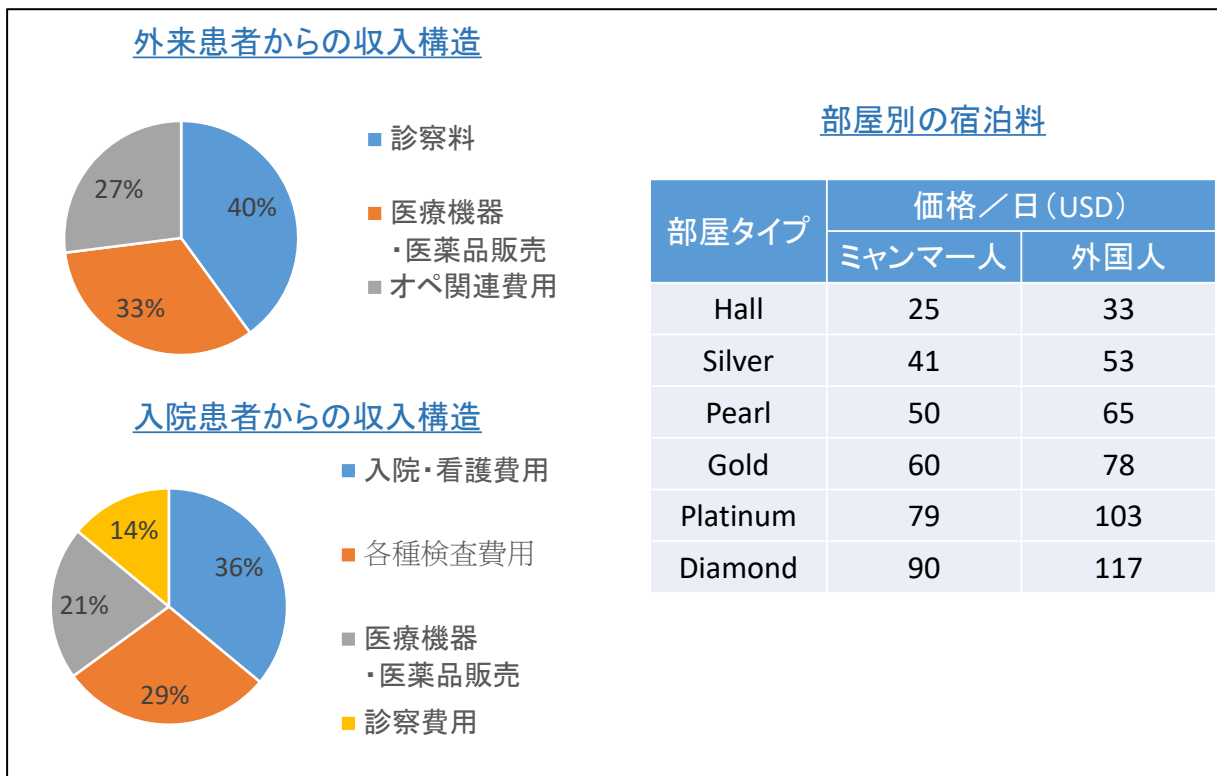 外来患者からの収入構造
27%
40%
33%
診察料
医療機器
・医薬品販売
オペ関連費用
入院患者からの収入構造
14%
36%
21%
29%
入院・看護費用
各種検査費用
医療機器
・医薬品販売
診察費用
部屋別の宿泊料
部屋タイプ 価格／日（USD）
ミャンマー人 外国人
Hall 25 33
Silver 41 53
Pearl 50 65
Gold 60 78
Platinum 79 103
Diamond 90 117